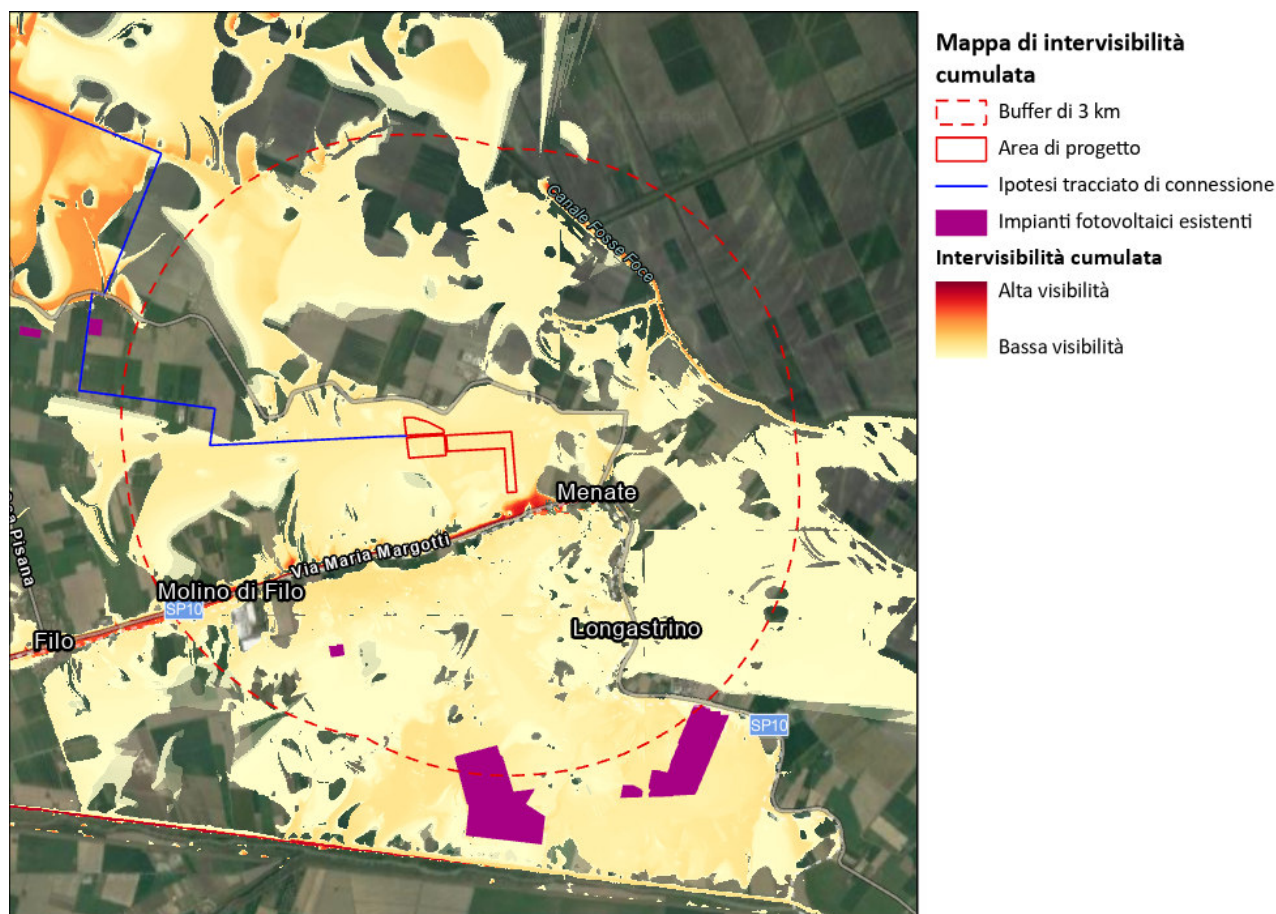 Mappa di intervisibilità
cumulata
Buffer di 3 km
Area di progetto
Ipotesi tracciato di connessione
Impianti fotovoltaici esistenti
Intervisibilità cumulata
Alta visibilità
Bassa visibilità
Canale Fosse Foce
Menate
Via Maria Margotti
Molino di Filo
SP10
Filo
Longastrino
SP10
Pisana